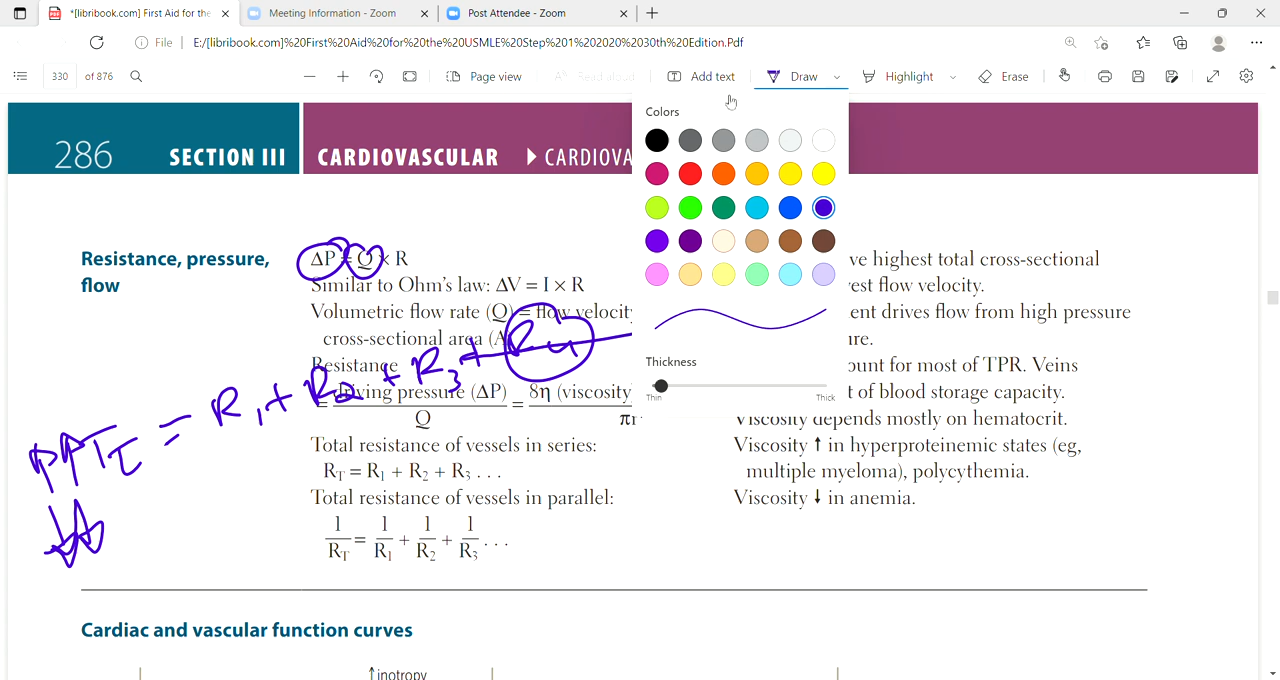 *[libribook.com] First Aid for the
Meeting Information - Zoom
Post Attendee - Zoom
File
E:/[libribook.com]%20First%20Aid%20for%20the%20USMLE%20Step%201%202020%2030th%20Edition.Pdf
330 of 876
Page view
Read aloud
Add text
Draw
Highlight
Erase
Colors
Thickness
Thin
Thick
286 SECTION III CARDIOVASCULAR ▶ CARDIOVA
Resistance, pressure,
flow
ΔP = Q × R
Similar to Ohm's law: ΔV = I × R
Volumetric flow rate (Q) = flow velocity
cross-sectional area (A
Resistance
= driving pressure (ΔP) / Q = 8η (viscosity / πr
Total resistance of vessels in series:
R_T = R₁ + R₂ + R₃ . . .
Total resistance of vessels in parallel:
1/R_T = 1/R₁ + 1/R₂ + 1/R₃ . . .
ve highest total cross-sectional
est flow velocity.
ent drives flow from high pressure
ure.
ount for most of TPR. Veins
t of blood storage capacity.
Viscosity depends mostly on hematocrit.
Viscosity ↑ in hyperproteinemic states (eg,
multiple myeloma), polycythemia.
Viscosity ↓ in anemia.
= R₁ + R₂ + R₃ + R₄
Cardiac and vascular function curves
↑inotropy